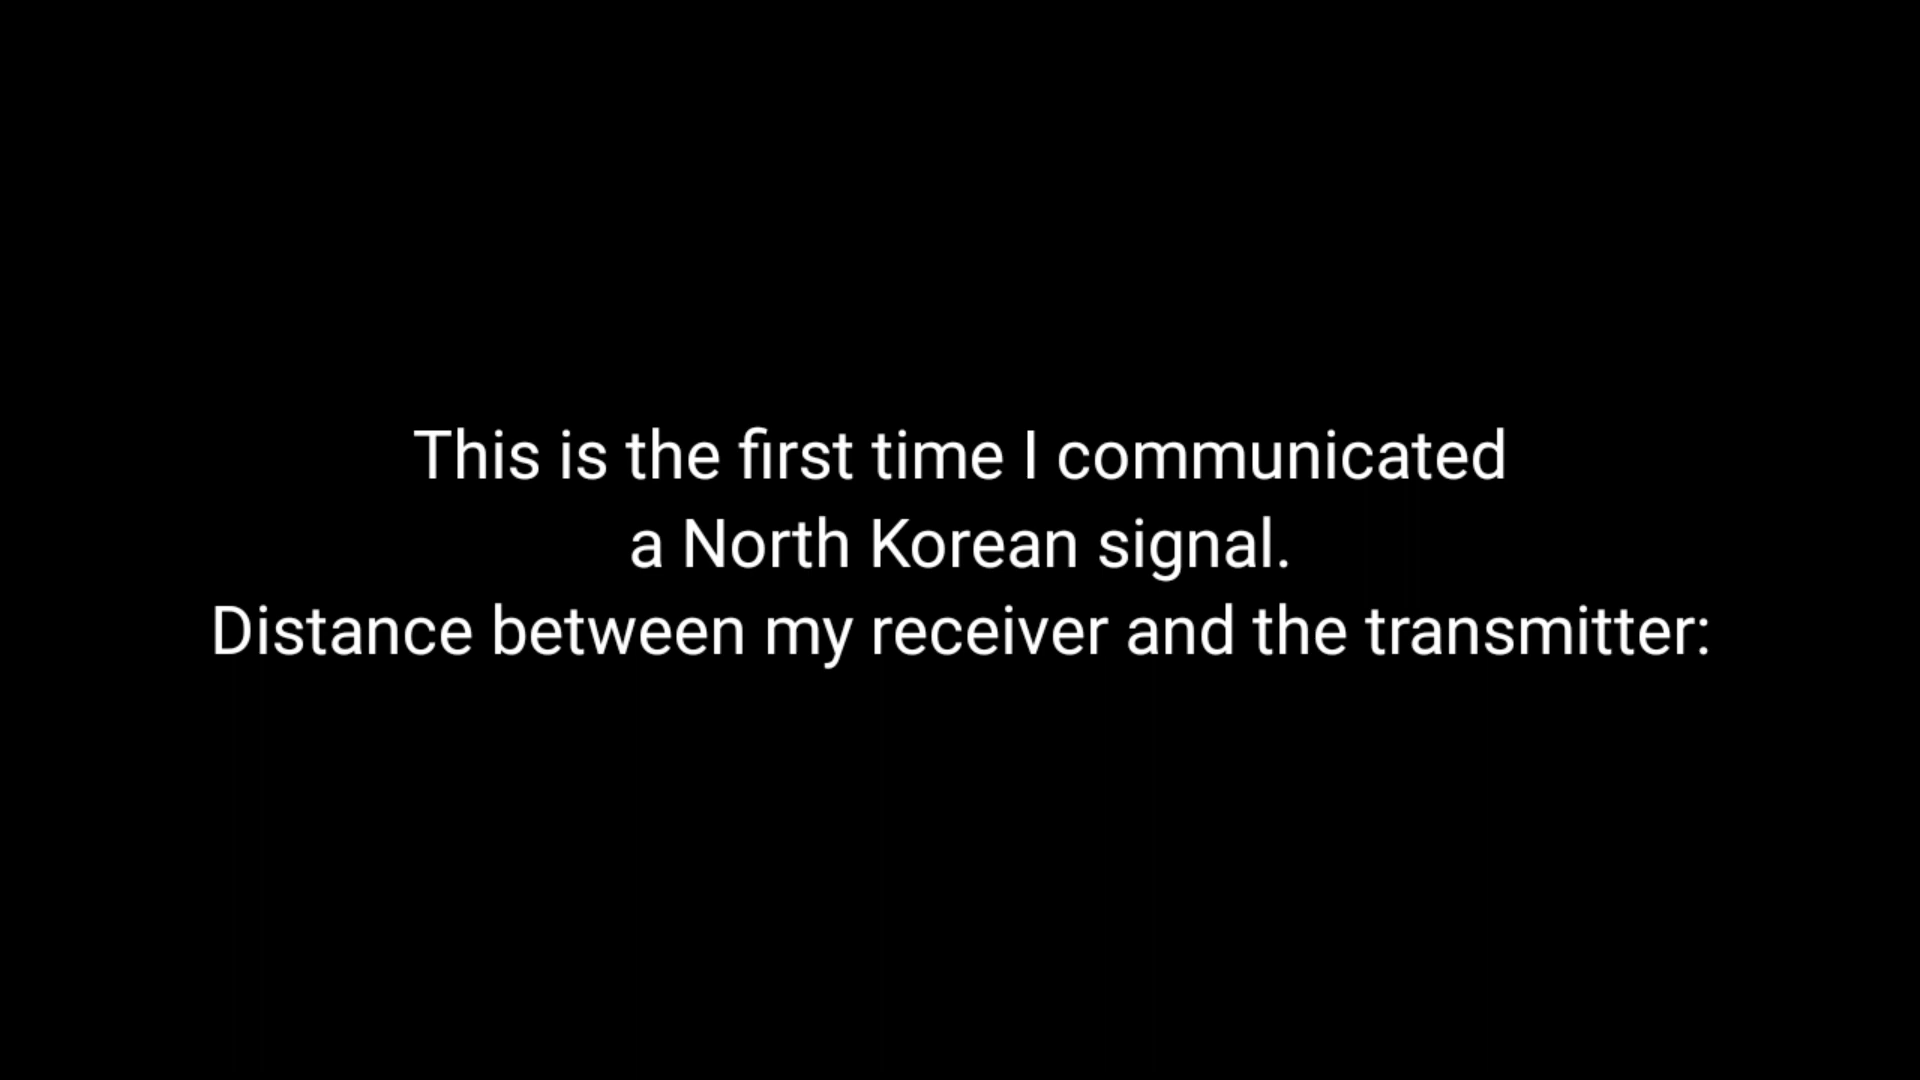 This is the first time I communicated
a North Korean signal.
Distance between my receiver and the transmitter: